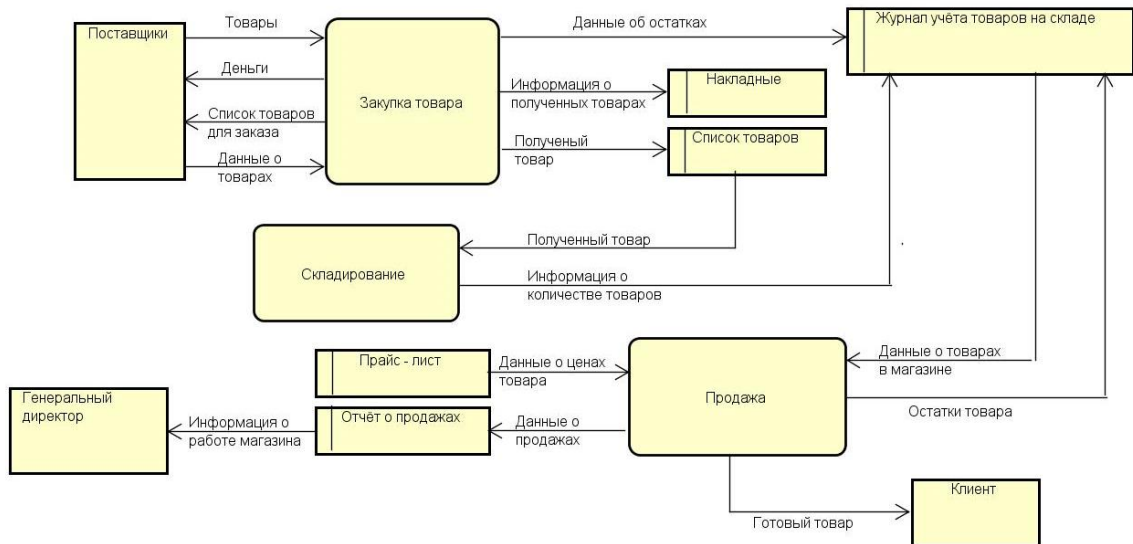 Товары
Данные об остатках
Журнал учёта товаров на складе
Поставщики
Деньги
Закупка товара
Информация о
полученных товарах
Накладные
Список товаров
для заказа
Полученый
товар
Список товаров
Данные о
товарах
Полученный товар
Складирование
Информация о
количестве товаров
Прайс - лист
Данные о ценах
товара
Данные о товарах
в магазине
Генеральный
директор
Информация о
работе магазина
Отчёт о продажах
Данные о
продажах
Продажа
Остатки товара
Клиент
Готовый товар